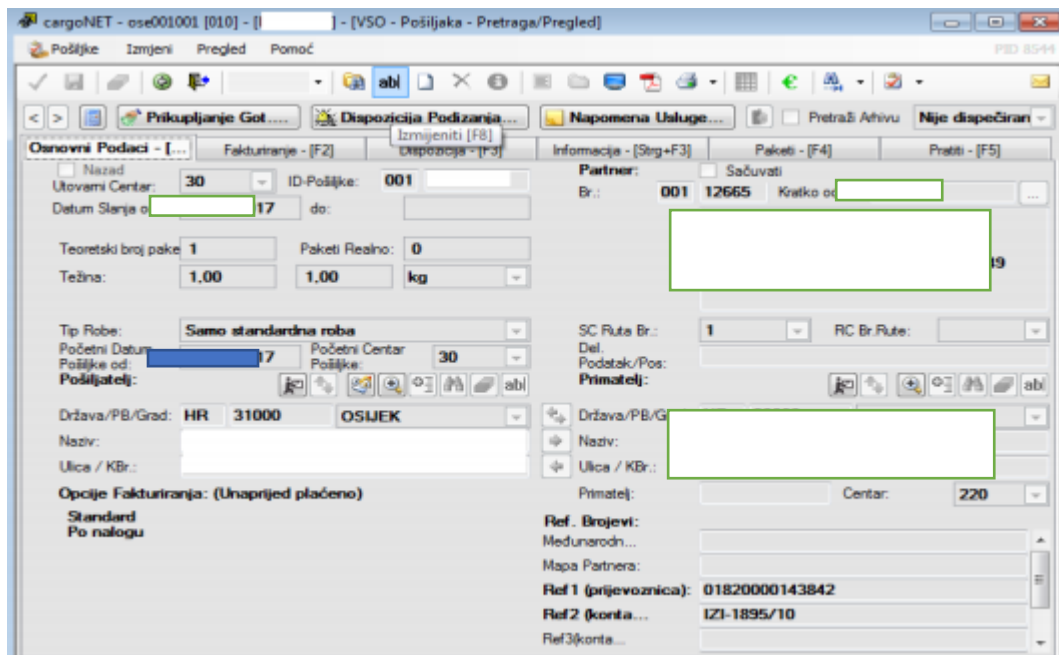 cargoNET - ose001001 [010] - [ ] - [VSO - Pošiljaka - Pretraga/Pregled]
Pošiljke Izmjeni Pregled Pomoć PID 8544
abl
< > Prikupljanje Got.... Dispozicija Podizanja... Napomena Usluge... Pretraži Arhivu Nije dispečiran
Izmijeniti [F8]
Osnovni Podaci - [... Fakturiranje - [F2] Dispozicija - [F3] Informacija - [Strg+F3] Paketi - [F4] Pratiti - [F5]
Nazad Partner: Sačuvati
Utovarni Centar: 30 ID-Pošiljke: 001 Br.: 001 12665 Kratko
Datum Slanja 17 do:
Teoretski broj pake 1 Paketi Realno: 0
Težina: 1,00 1,00 kg
Tip Robe: Samo standardna roba SC Ruta Br.: 1 RC Br.Rute:
Početni Datum Pošiljke od: 17 Početni Centar Pošiljke: 30 Del. Podatak/Pos:
Pošiljatelj: abl Primatelj: abl
Država/PB/Grad: HR 31000 OSIJEK Država/PB/G
Naziv: Naziv:
Ulica / KBr.: Ulica / KBr.:
Opcije Fakturiranja: (Unaprijed plaćeno) Primatelj: Centar: 220
Standard
Po nalogu
Ref. Brojevi:
Međunarodn...
Mapa Partnera:
Ref1 (prijevoznica): 01820000143842
Ref2 (konta... IZI-1895/10
Ref3(konta...